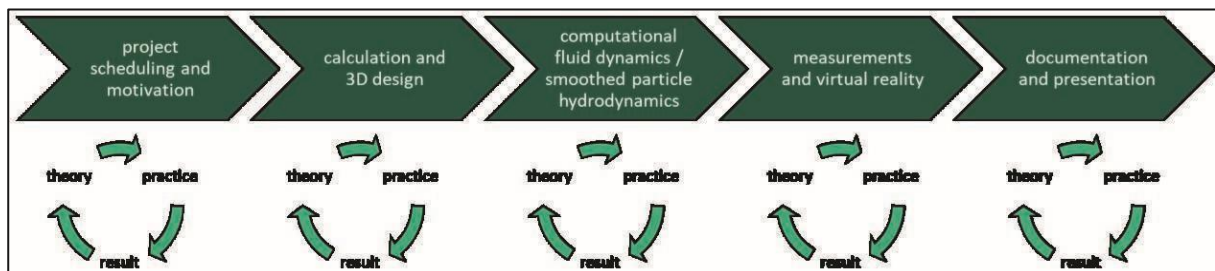 project
scheduling and
motivation
calculation and
3D design
computational
fluid dynamics /
smoothed particle
hydrodynamics
measurements
and virtual reality
documentation
and presentation
theory practice
result
theory practice
result
theory practice
result
theory practice
result
theory practice
result